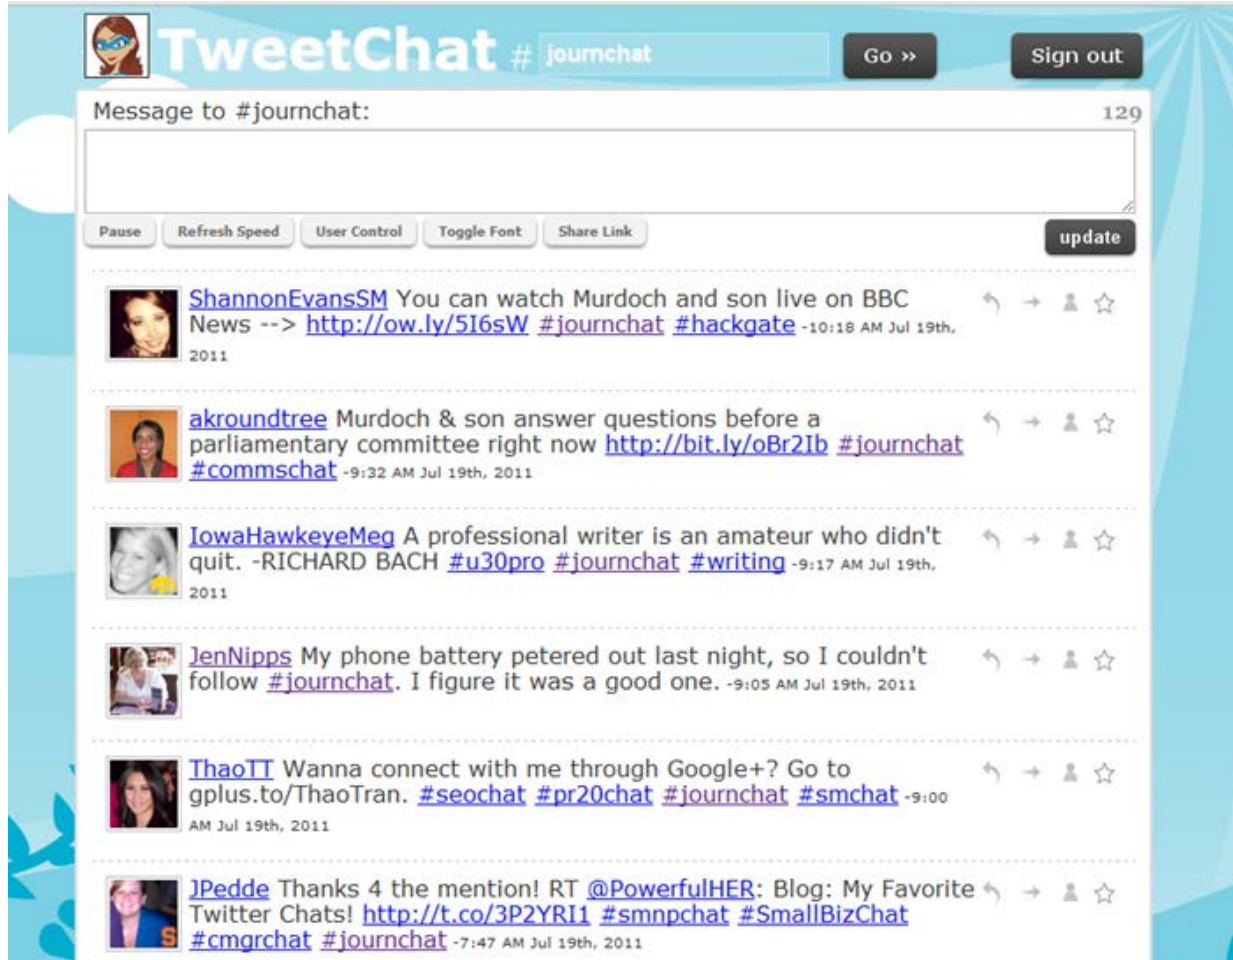 TweetChat # journchat Go » Sign out
Message to #journchat: 129
Pause Refresh Speed User Control Toggle Font Share Link update
ShannonEvansSM You can watch Murdoch and son live on BBC
News --> http://ow.ly/5I6sW #journchat #hackgate -10:18 AM Jul 19th,
2011
akroundtree Murdoch & son answer questions before a
parliamentary committee right now http://bit.ly/oBr2Ib #journchat
#commschat -9:32 AM Jul 19th, 2011
IowaHawkeyeMeg A professional writer is an amateur who didn't
quit. -RICHARD BACH #u30pro #journchat #writing -9:17 AM Jul 19th,
2011
JenNipps My phone battery petered out last night, so I couldn't
follow #journchat. I figure it was a good one. -9:05 AM Jul 19th, 2011
ThaoTT Wanna connect with me through Google+? Go to
gplus.to/ThaoTran. #seochat #pr20chat #journchat #smchat -9:00
AM Jul 19th, 2011
JPedde Thanks 4 the mention! RT @PowerfulHER: Blog: My Favorite
Twitter Chats! http://t.co/3P2YRI1 #smnpchat #SmallBizChat
#cmgrchat #journchat -7:47 AM Jul 19th, 2011